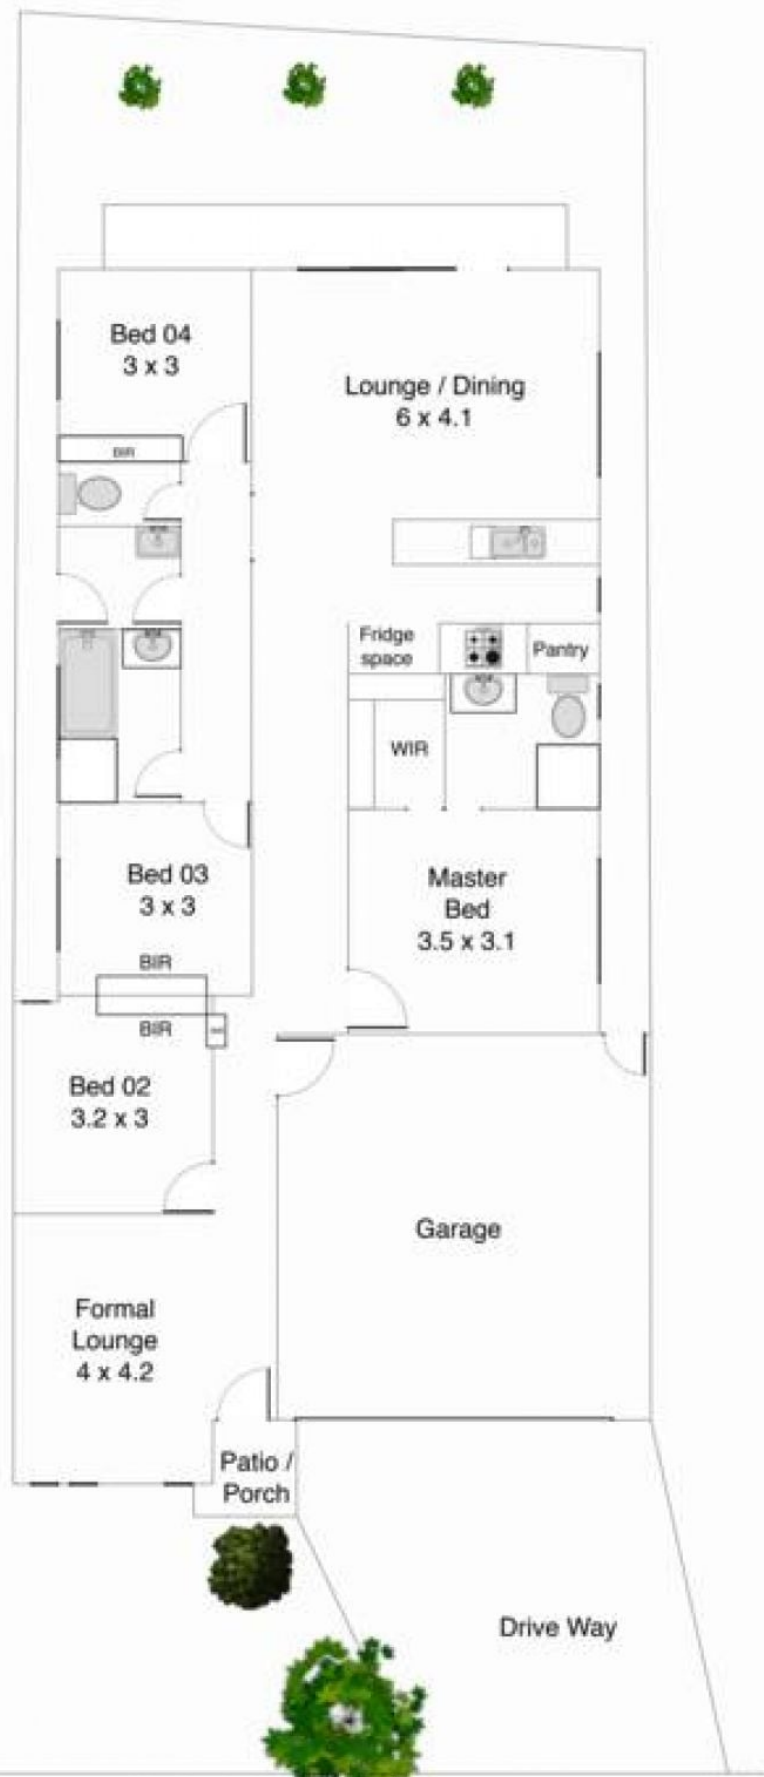 Bed 04
3 x 3
BIR
Lounge / Dining
6 x 4.1
Fridge
space
Pantry
WIR
Bed 03
3 x 3
BIR
Master
Bed
3.5 x 3.1
BIR
Bed 02
3.2 x 3
Garage
Formal
Lounge
4 x 4.2
Patio /
Porch
Drive Way